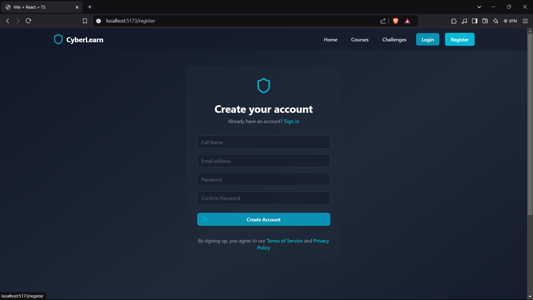 Vite + React + TS
localhost:5173/register
VPN
CyberLearn
Home
Courses
Challenges
Login
Register
Create your account
Already have an account? Sign in
Full Name
Email address
Password
Confirm Password
Create Account
By signing up, you agree to our Terms of Service and Privacy
Policy
localhost:5173/register